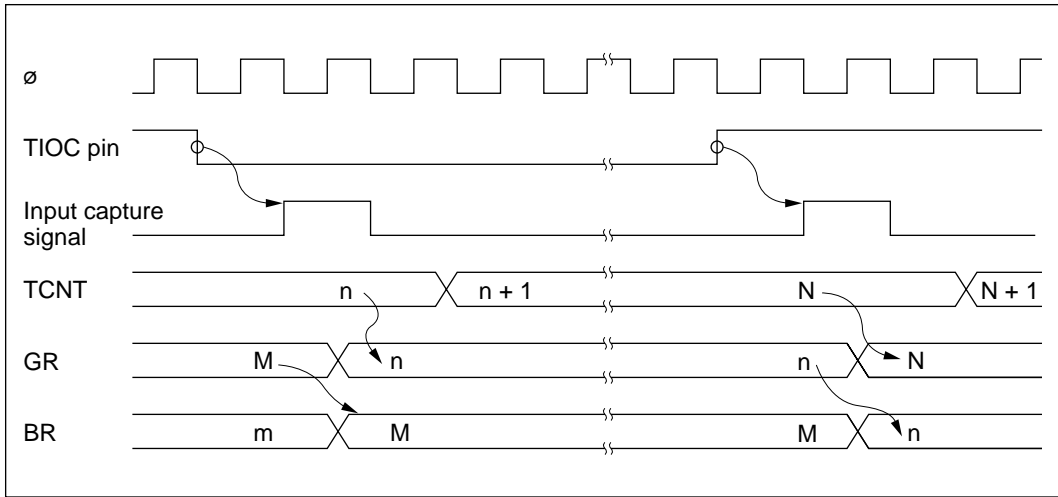 ø
TIOC pin
Input capture
signal
TCNT n n + 1 N N + 1
GR M n n N
BR m M M n